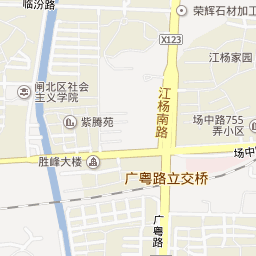 临汾路
荣辉石材加工
X123
江杨家园
闸北区社会
主义学院
江杨南路
紫腾苑
场中路755
弄小区
胜峰大楼
场中
广粤路立交桥
广粤路